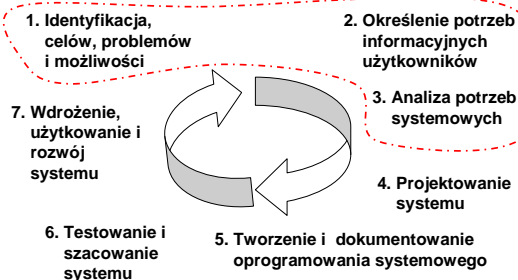 1. Identyfikacja,
celów, problemów
i możliwości
2. Określenie potrzeb
informacyjnych
użytkowników
3. Analiza potrzeb
systemowych
4. Projektowanie
systemu
5. Tworzenie i dokumentowanie
oprogramowania systemowego
6. Testowanie i
szacowanie
systemu
7. Wdrożenie,
użytkowanie i
rozwój
systemu